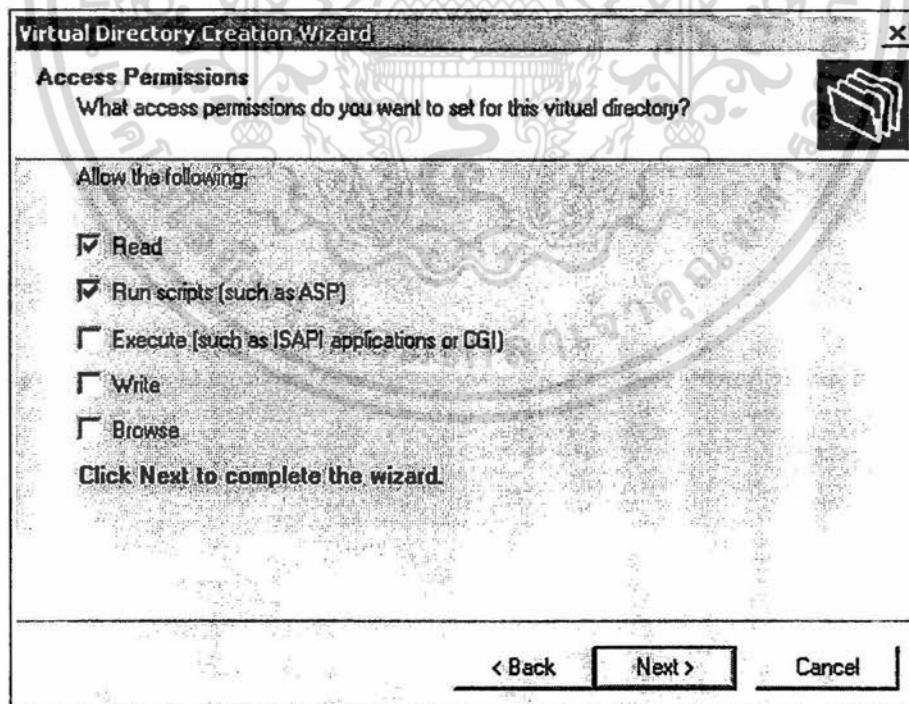 Virtual Directory Creation Wizard
Access Permissions
What access permissions do you want to set for this virtual directory?
Allow the following:
Read
Run scripts (such as ASP)
Execute (such as ISAPI applications or CGI)
Write
Browse
Click Next to complete the wizard.
< Back
Next >
Cancel